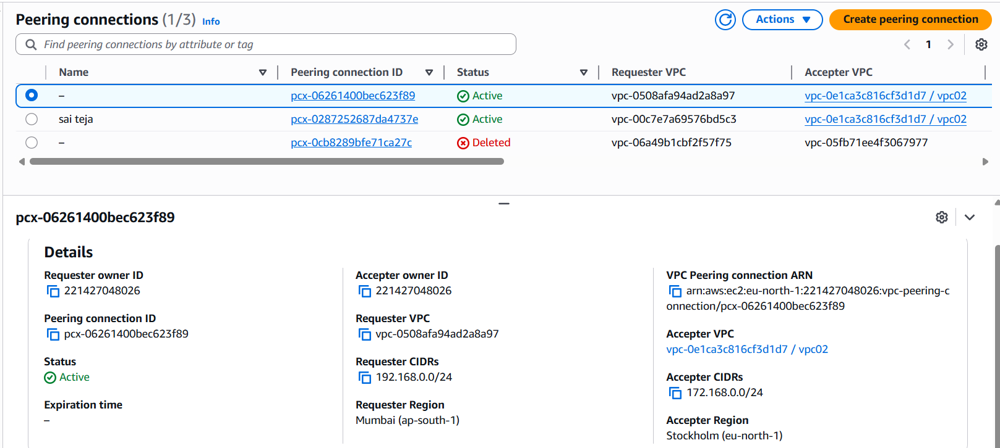 Peering connections (1/3) Info
Actions
Create peering connection
Find peering connections by attribute or tag
1
Name Peering connection ID Status Requester VPC Accepter VPC
– pcx-06261400bec623f89 Active vpc-0508afa94ad2a8a97 vpc-0e1ca3c816cf3d1d7 / vpc02
sai teja pcx-0287252687da4737e Active vpc-00c7e7a69576bd5c3 vpc-0e1ca3c816cf3d1d7 / vpc02
– pcx-0cb8289bfe71ca27c Deleted vpc-06a49b1cbf2f57f75 vpc-05fb71ee4f3067977
pcx-06261400bec623f89
Details
Requester owner ID
221427048026
Peering connection ID
pcx-06261400bec623f89
Status
Active
Expiration time
–
Accepter owner ID
221427048026
Requester VPC
vpc-0508afa94ad2a8a97
Requester CIDRs
192.168.0.0/24
Requester Region
Mumbai (ap-south-1)
VPC Peering connection ARN
arn:aws:ec2:eu-north-1:221427048026:vpc-peering-c
onnection/pcx-06261400bec623f89
Accepter VPC
vpc-0e1ca3c816cf3d1d7 / vpc02
Accepter CIDRs
172.168.0.0/24
Accepter Region
Stockholm (eu-north-1)